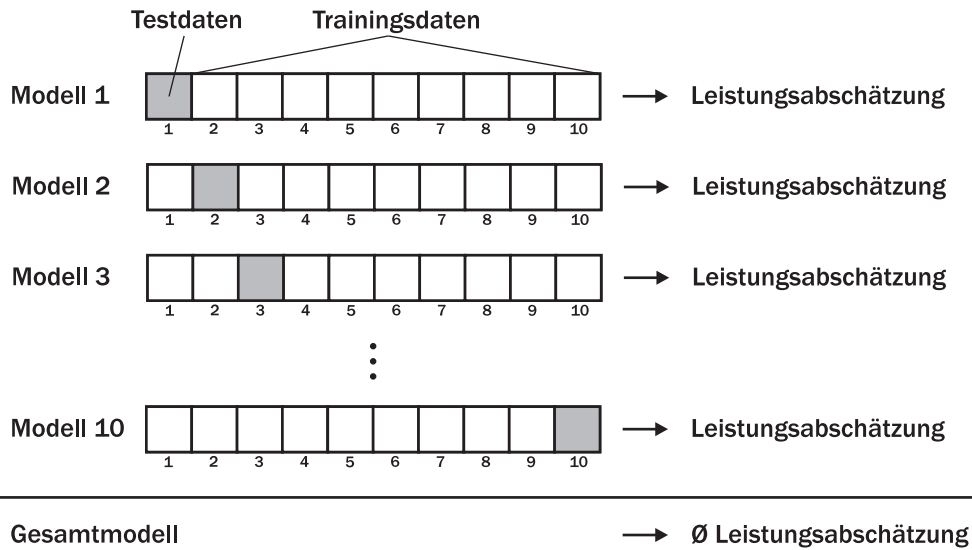 Testdaten Trainingsdaten
Modell 1 → Leistungsabschätzung
1 2 3 4 5 6 7 8 9 10
Modell 2 → Leistungsabschätzung
1 2 3 4 5 6 7 8 9 10
Modell 3 → Leistungsabschätzung
1 2 3 4 5 6 7 8 9 10
Modell 10 → Leistungsabschätzung
1 2 3 4 5 6 7 8 9 10
Gesamtmodell → Ø Leistungsabschätzung